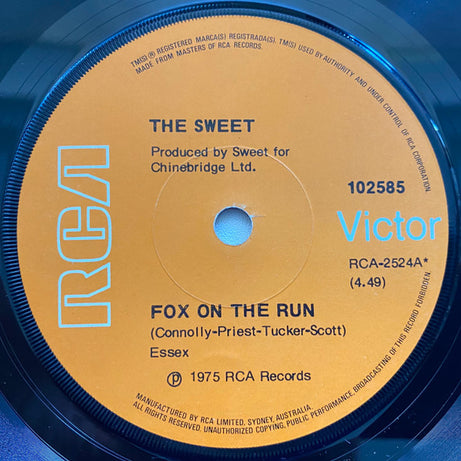 TM(S)® REGISTERED MARCA(S) REGISTRADA(S). TM(S) USED BY AUTHORITY AND UNDER CONTROL OF RCA CORPORATION.
MADE FROM MASTERS OF RCA RECORDS.
THE SWEET
Produced by Sweet for
Chinebridge Ltd.
RCA
102585
Victor
RCA-2524A*
(4.49)
FOX ON THE RUN
(Connolly-Priest-Tucker-Scott)
Essex
℗ 1975 RCA Records
MANUFACTURED BY RCA LIMITED, SYDNEY, AUSTRALIA
ALL RIGHTS RESERVED. UNAUTHORIZED COPYING, PUBLIC PERFORMANCE, BROADCASTING OF THIS RECORD FORBIDDEN.